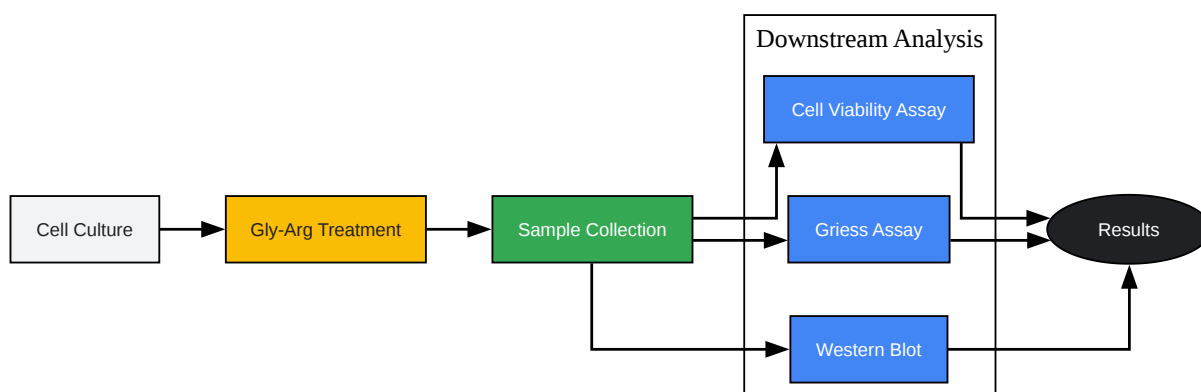 Downstream Analysis
Cell Viability Assay
Cell Culture
Gly-Arg Treatment
Sample Collection
Griess Assay
Results
Western Blot